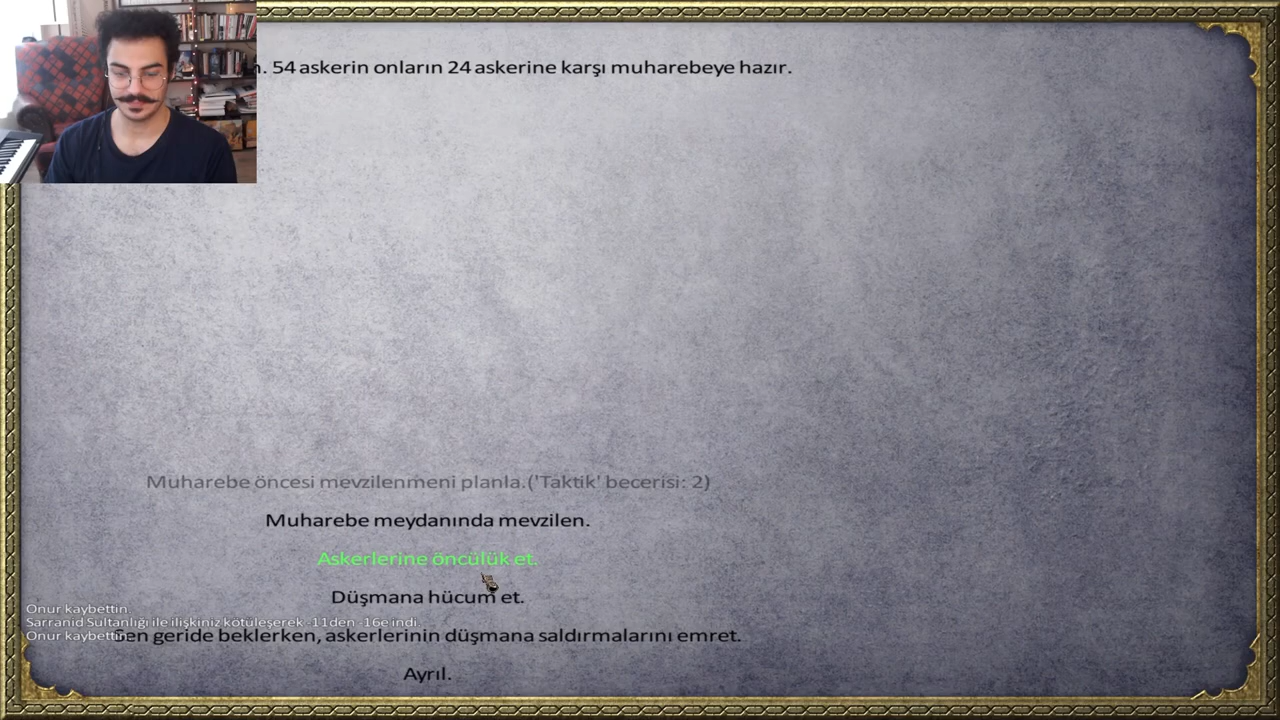 . 54 askerin onların 24 askerine karşı muharebeye hazır.
Muharebe öncesi mevzilenmeni planla.('Taktik' becerisi: 2)
Muharebe meydanında mevzilen.
Askerlerine öncülük et.
Düşmana hücum et.
Onur kaybettin.
Sarranid Sultanlığı ile ilişkiniz kötüleşerek -11den -16e indi.
Onur kaybettin.
Sen geride beklerken, askerlerinin düşmana saldırmalarını emret.
Ayrıl.